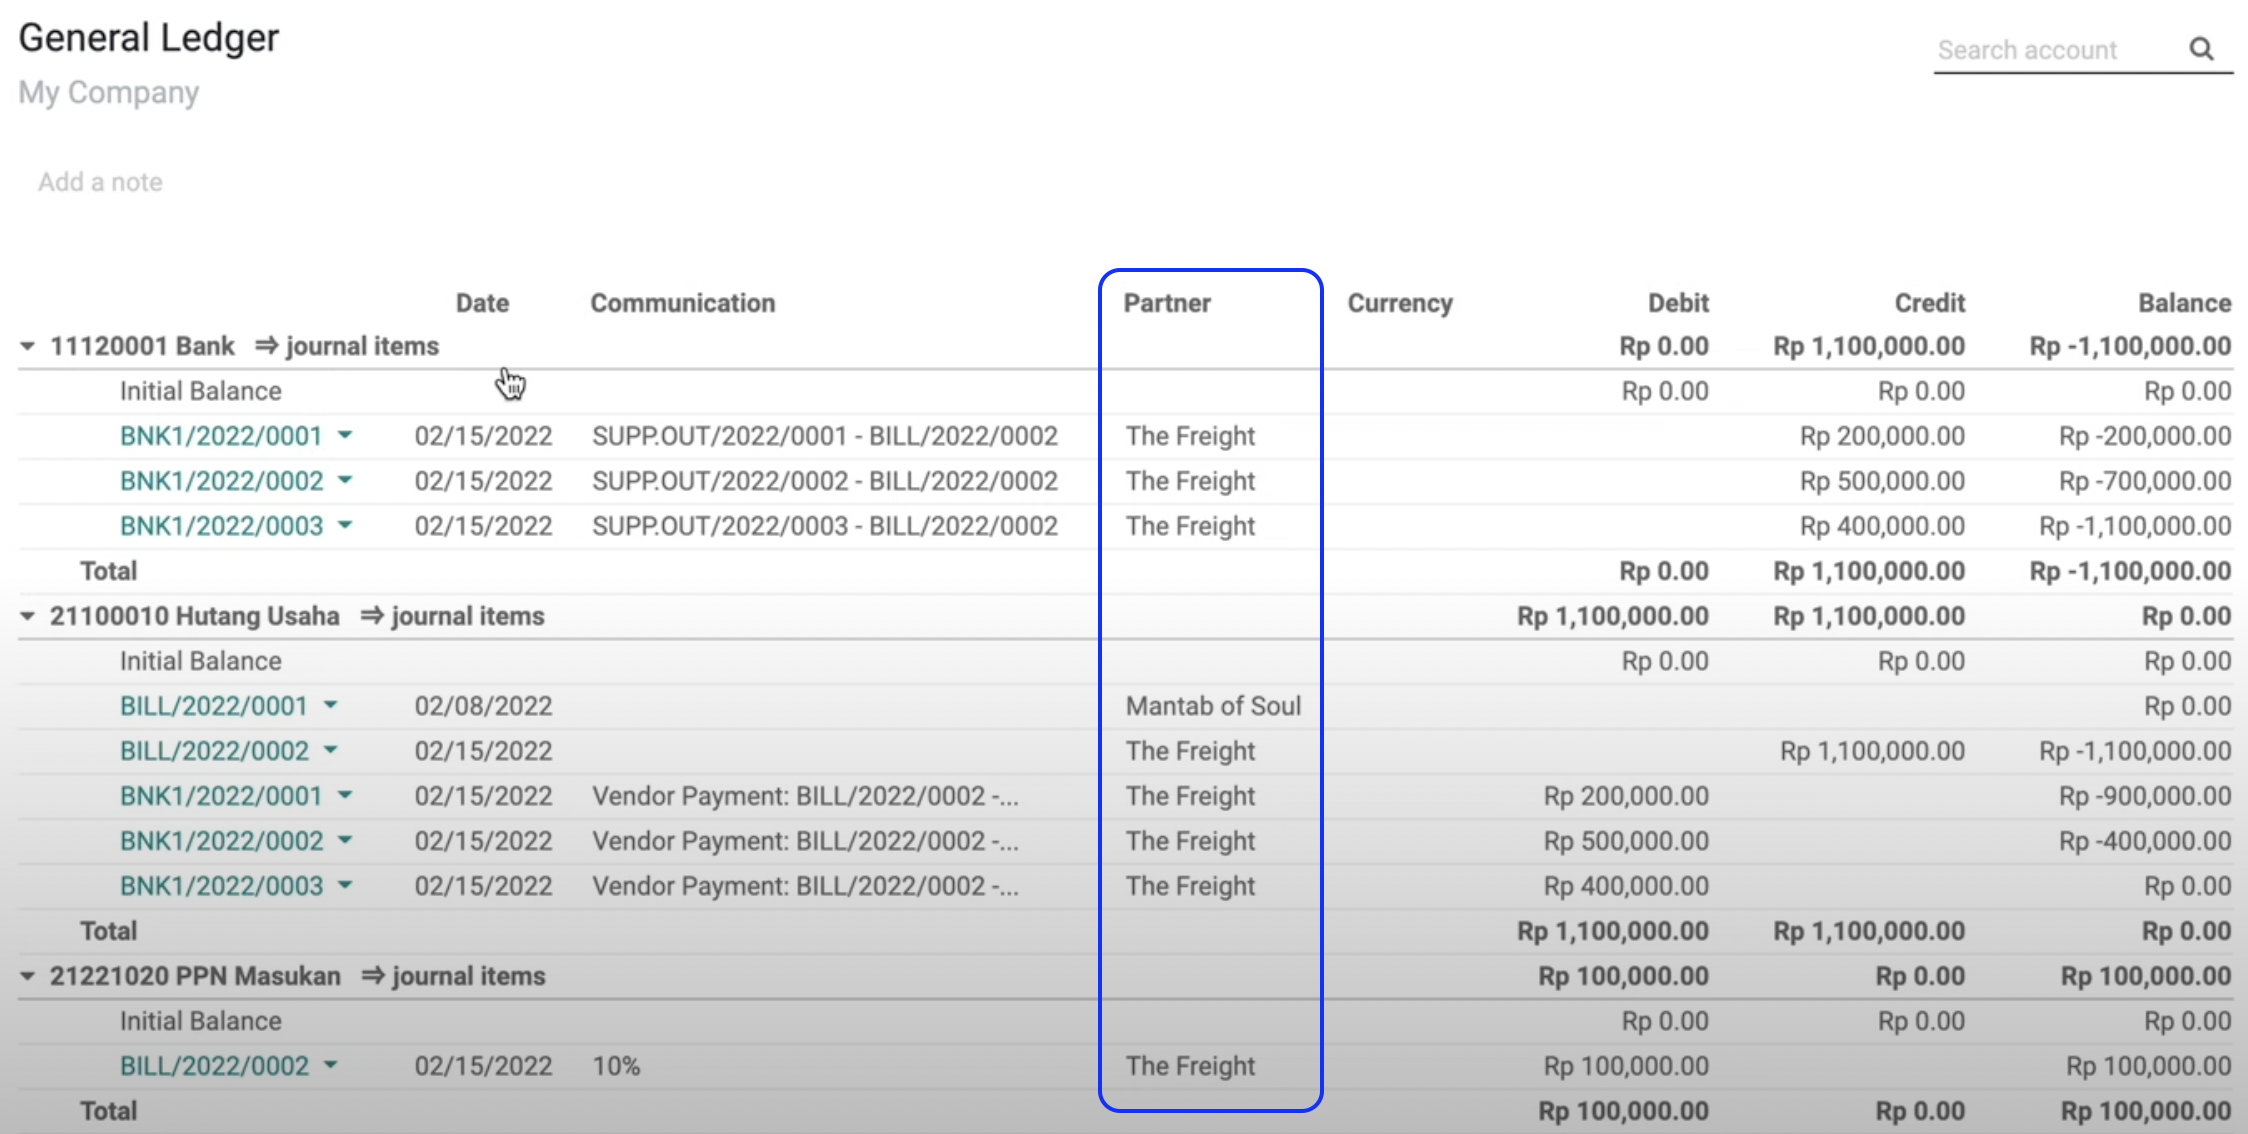 General Ledger
Search account
My Company
Add a note
Date Communication Partner Currency Debit Credit Balance
11120001 Bank ⇒ journal items Rp 0.00 Rp 1,100,000.00 Rp -1,100,000.00
Initial Balance Rp 0.00 Rp 0.00 Rp 0.00
BNK1/2022/0001 02/15/2022 SUPP.OUT/2022/0001 - BILL/2022/0002 The Freight Rp 200,000.00 Rp -200,000.00
BNK1/2022/0002 02/15/2022 SUPP.OUT/2022/0002 - BILL/2022/0002 The Freight Rp 500,000.00 Rp -700,000.00
BNK1/2022/0003 02/15/2022 SUPP.OUT/2022/0003 - BILL/2022/0002 The Freight Rp 400,000.00 Rp -1,100,000.00
Total Rp 0.00 Rp 1,100,000.00 Rp -1,100,000.00
21100010 Hutang Usaha ⇒ journal items Rp 1,100,000.00 Rp 1,100,000.00 Rp 0.00
Initial Balance Rp 0.00 Rp 0.00 Rp 0.00
BILL/2022/0001 02/08/2022 Mantab of Soul Rp 0.00
BILL/2022/0002 02/15/2022 The Freight Rp 1,100,000.00 Rp -1,100,000.00
BNK1/2022/0001 02/15/2022 Vendor Payment: BILL/2022/0002 -... The Freight Rp 200,000.00 Rp -900,000.00
BNK1/2022/0002 02/15/2022 Vendor Payment: BILL/2022/0002 -... The Freight Rp 500,000.00 Rp -400,000.00
BNK1/2022/0003 02/15/2022 Vendor Payment: BILL/2022/0002 -... The Freight Rp 400,000.00 Rp 0.00
Total Rp 1,100,000.00 Rp 1,100,000.00 Rp 0.00
21221020 PPN Masukan ⇒ journal items Rp 100,000.00 Rp 0.00 Rp 100,000.00
Initial Balance Rp 0.00 Rp 0.00 Rp 0.00
BILL/2022/0002 02/15/2022 10% The Freight Rp 100,000.00 Rp 100,000.00
Total Rp 100,000.00 Rp 0.00 Rp 100,000.00